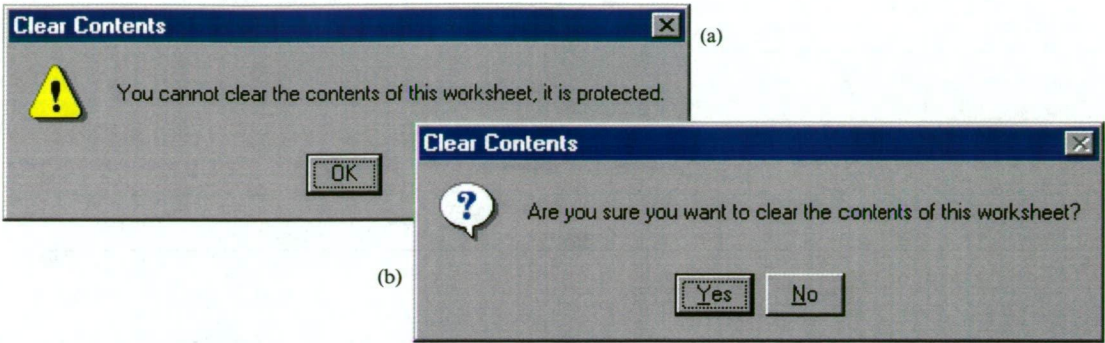 Clear Contents
(a)
You cannot clear the contents of this worksheet, it is protected.
OK
Clear Contents
Are you sure you want to clear the contents of this worksheet?
(b)
Yes No